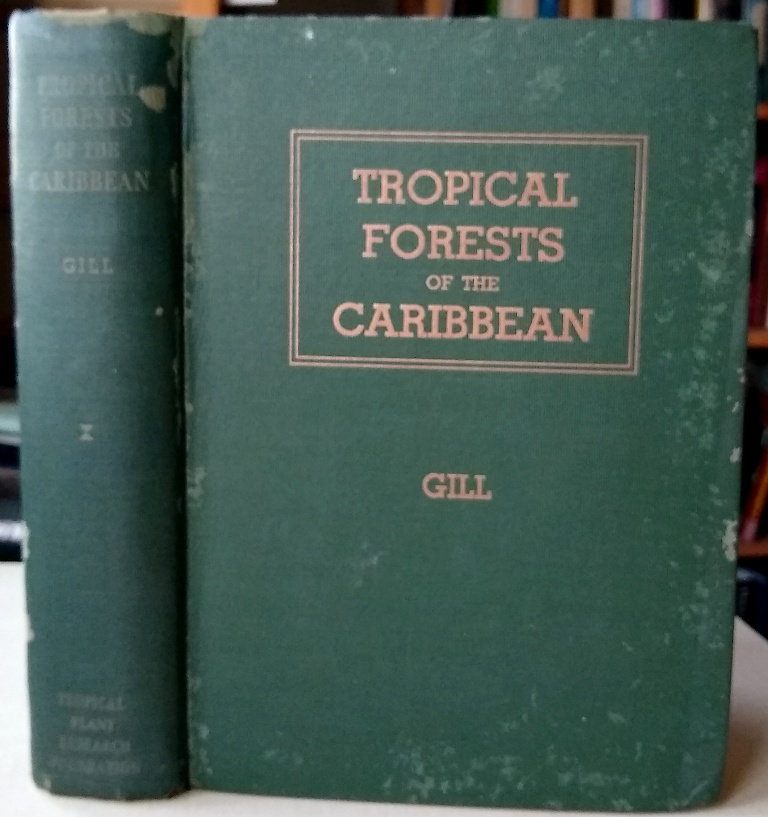 TROPICAL
FORESTS
OF THE
CARIBBEAN
GILL
TROPICAL
PLANT
RESEARCH
FOUNDATION
TROPICAL
FORESTS
OF THE
CARIBBEAN
GILL